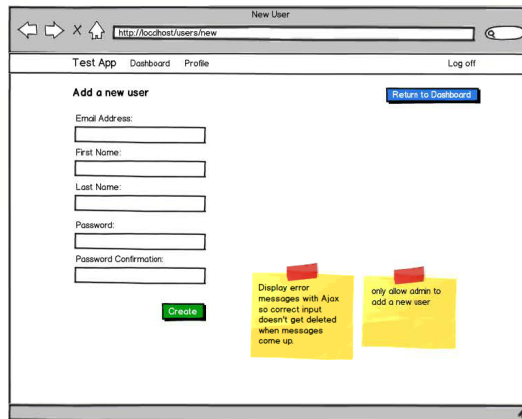 New User
http://localhost/users/new
Test App Dashboard Profile Log off
Add a new user
Return to Dashboard
Email Address:
First Name:
Last Name:
Password:
Password Confirmation:
Create
Display error
messages with Ajax
so correct input
doesn't get deleted
when messages
come up.
only allow admin to
add a new user